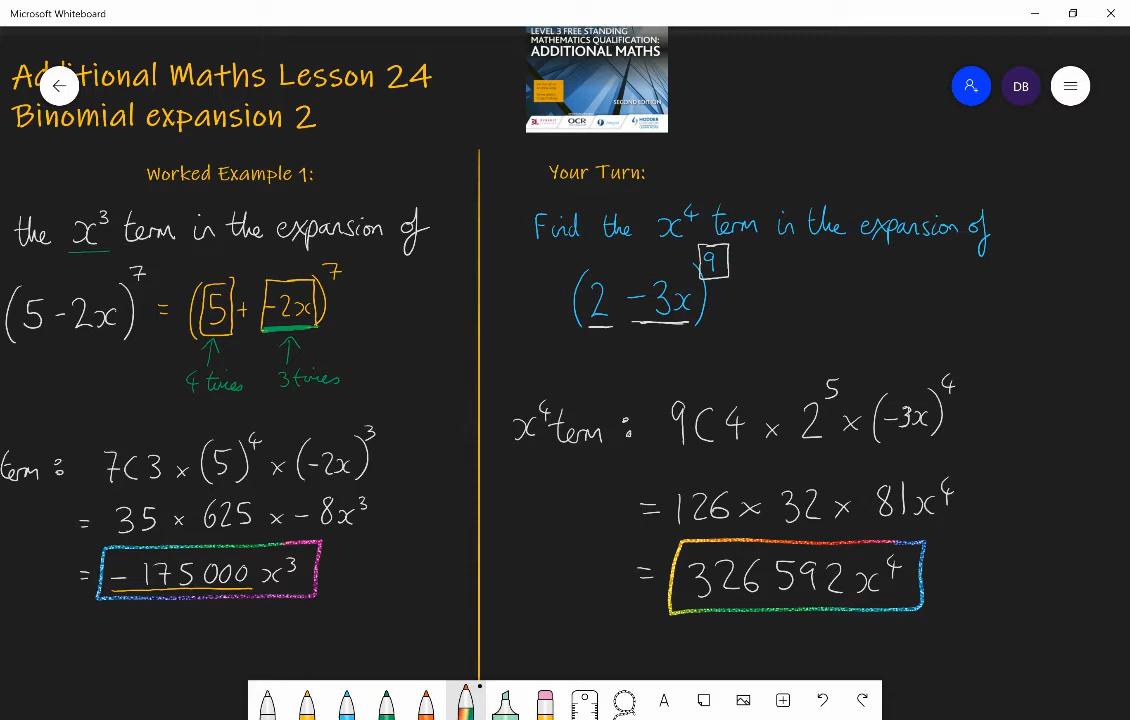 Microsoft Whiteboard
LEVEL 3 FREE STANDING
MATHEMATICS QUALIFICATION:
ADDITIONAL MATHS
SECOND EDITION
OCR
HODDER
DB
Additional Maths Lesson 24
Binomial expansion 2
Worked Example 1:
the x³ term in the expansion of
(5 - 2x)⁷ = (5 + -2x)⁷
4 times 3 times
term : 7C3 × (5)⁴ × (-2x)³
= 35 × 625 × -8x³
= -175 000 x³
Your Turn:
Find the x⁴ term in the expansion of
(2 - 3x)⁹
x⁴ term : 9C4 × 2⁵ × (-3x)⁴
= 126 × 32 × 81x⁴
= 326 592x⁴
A